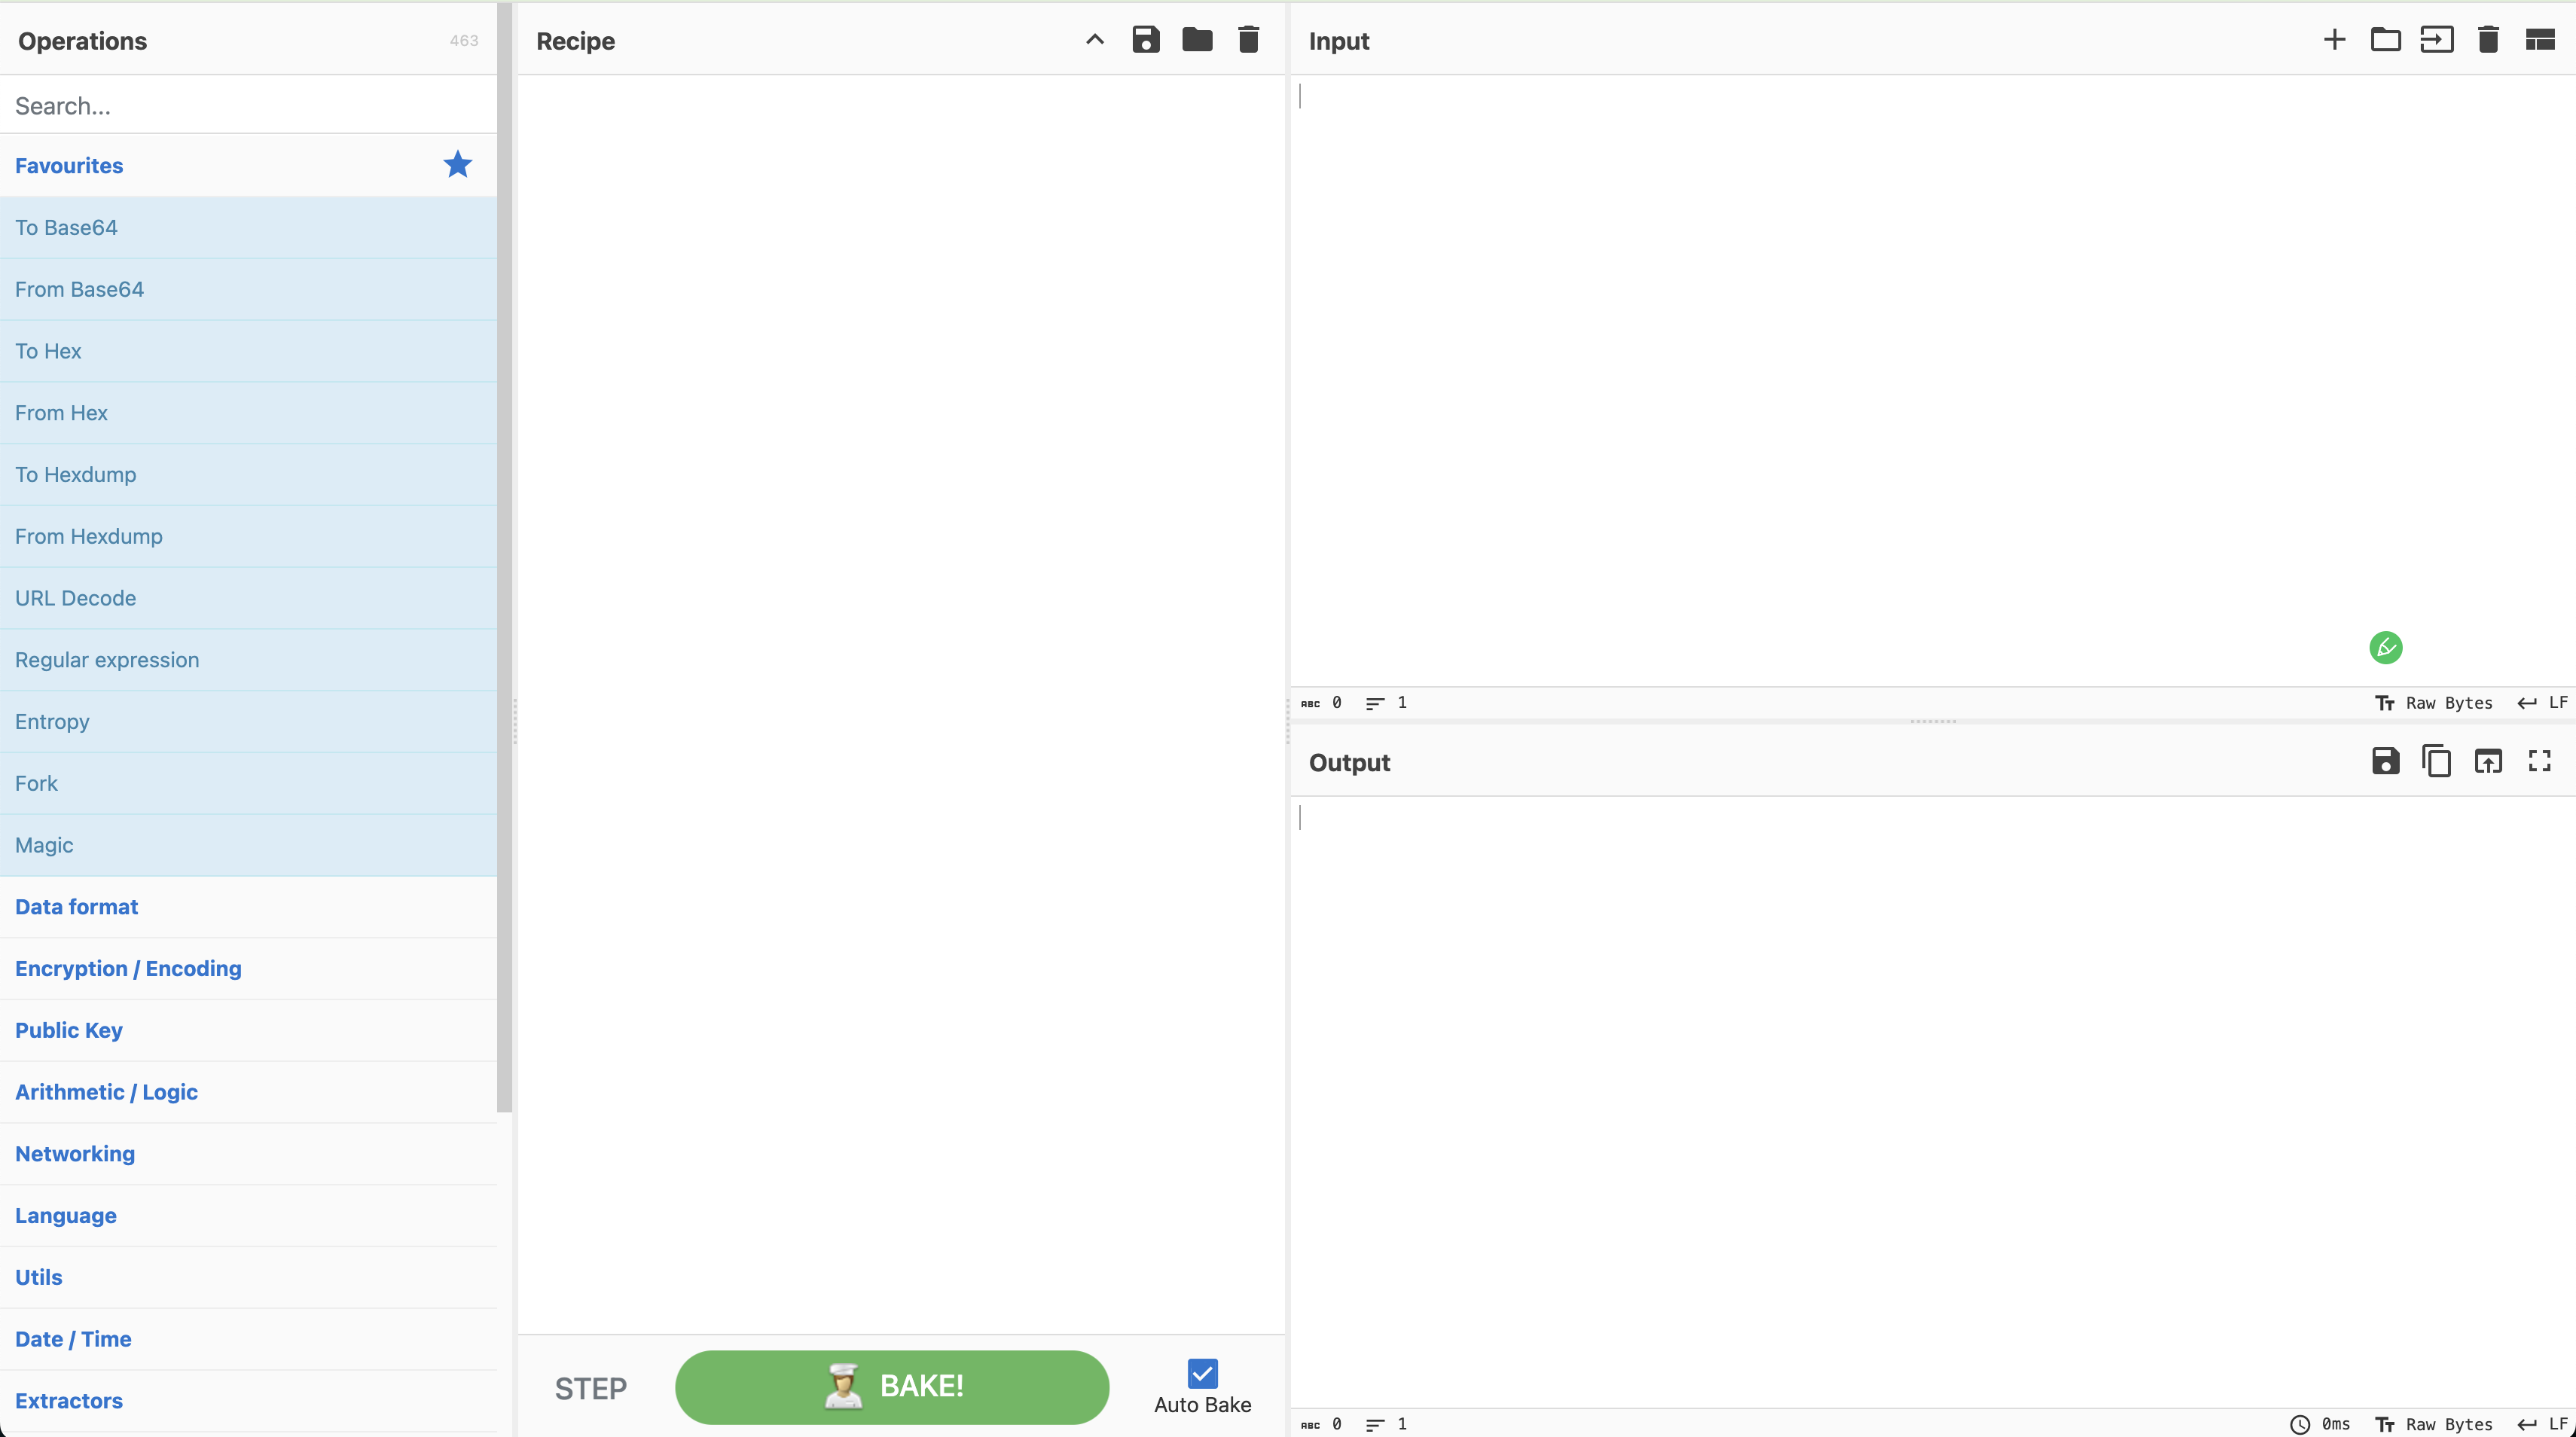 Operations 463
Search...
Favourites
To Base64
From Base64
To Hex
From Hex
To Hexdump
From Hexdump
URL Decode
Regular expression
Entropy
Fork
Magic
Data format
Encryption / Encoding
Public Key
Arithmetic / Logic
Networking
Language
Utils
Date / Time
Extractors
Recipe
STEP
BAKE!
Auto Bake
Input
ABC 0 1
Raw Bytes LF
Output
ABC 0 1
0ms Raw Bytes LF